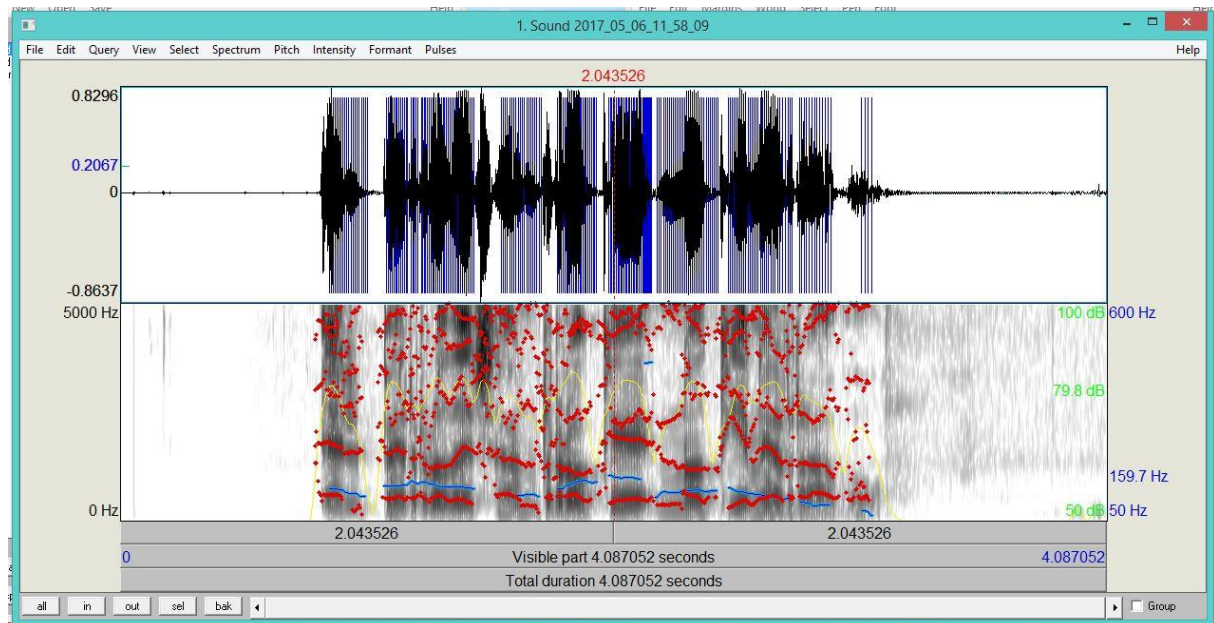 1. Sound 2017_05_06_11_58_09
File Edit Query View Select Spectrum Pitch Intensity Formant Pulses Help
2.043526
0.8296
0.2067
0
-0.8637
5000 Hz 100 dB 600 Hz
79.8 dB
159.7 Hz
0 Hz 50 dB 50 Hz
2.043526 2.043526
0 Visible part 4.087052 seconds 4.087052
Total duration 4.087052 seconds
all in out sel bak Group